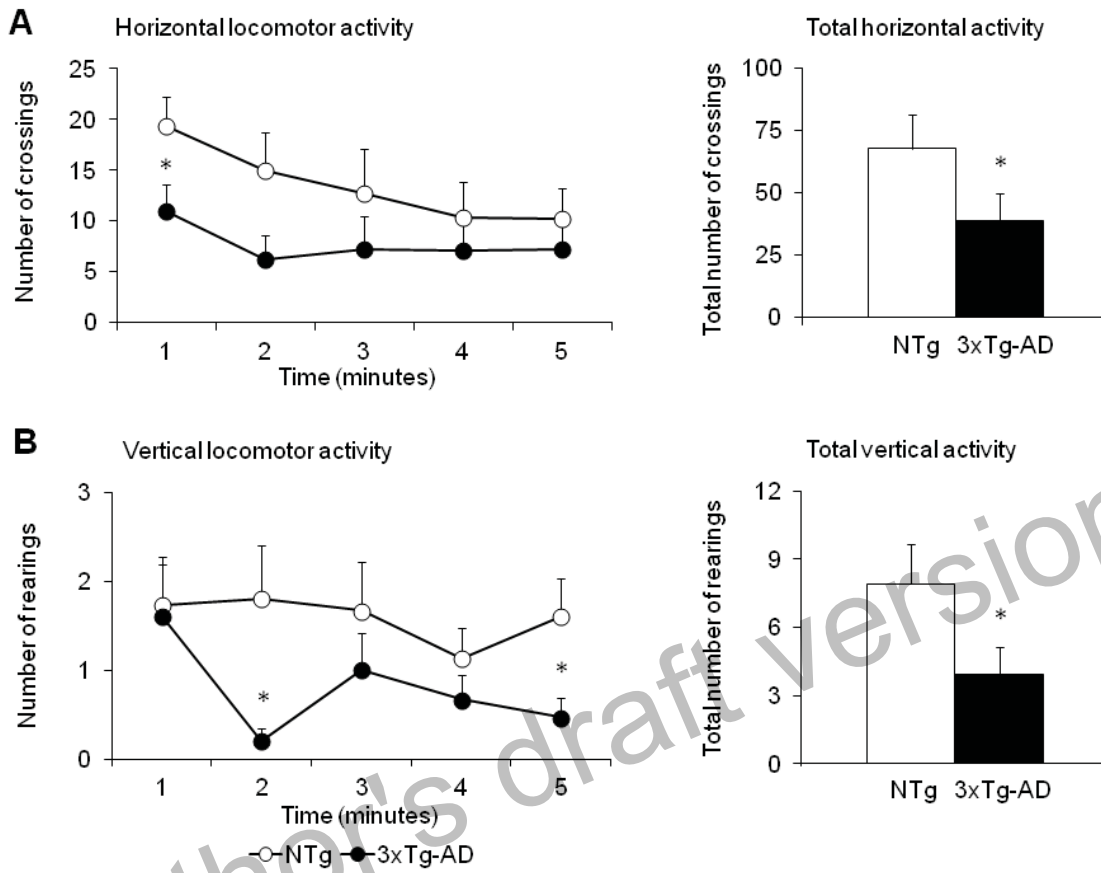 A
Horizontal locomotor activity
Number of crossings
25
20
15
10
5
0
*
1 2 3 4 5
Time (minutes)
Total horizontal activity
Total number of crossings
100
75
50
25
0
*
NTg 3xTg-AD
B
Vertical locomotor activity
Number of rearings
3
2
1
0
* *
1 2 3 4 5
Time (minutes)
NTg 3xTg-AD
Total vertical activity
Total number of rearings
12
9
6
3
0
*
NTg 3xTg-AD
thor's draft version